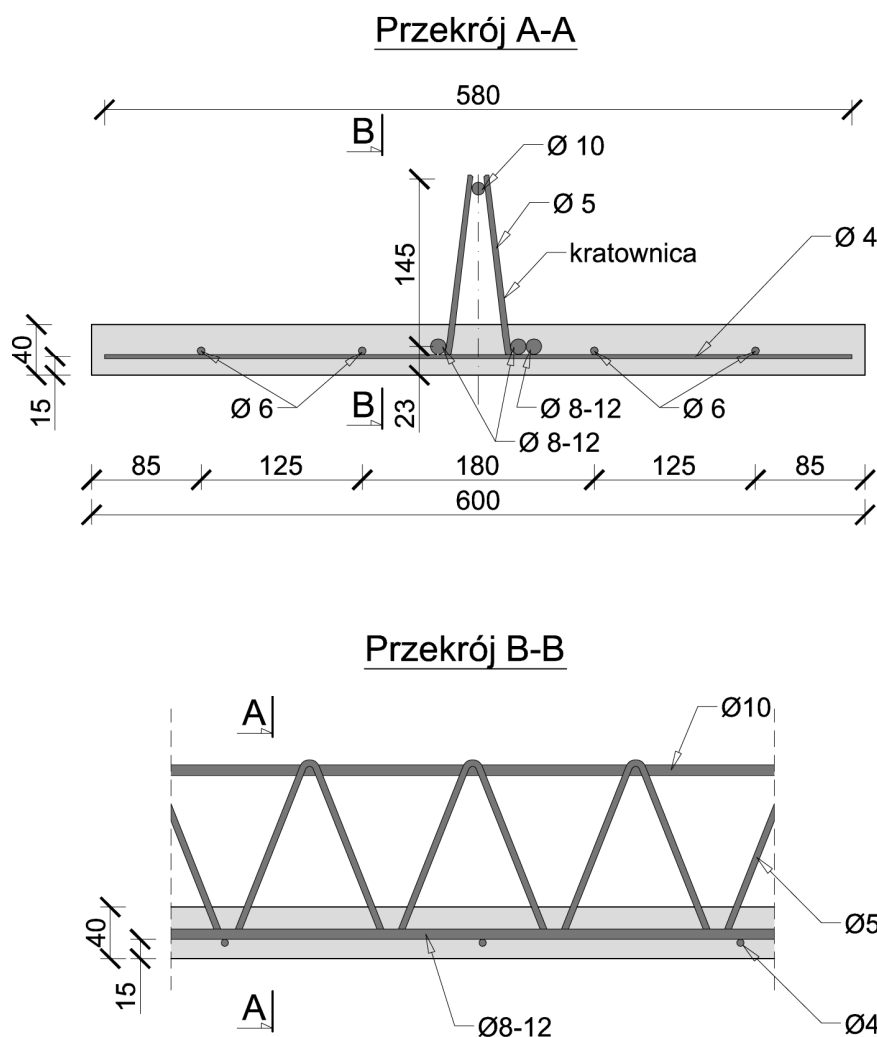 Przekrój A-A
580
B
Ø 10
Ø 5
Ø 4
145
kratownica
40
15
Ø 6
B
23
Ø 8-12
Ø 8-12
Ø 6
85
125
180
125
85
600
Przekrój B-B
A
Ø10
40
15
Ø5
A
Ø8-12
Ø4